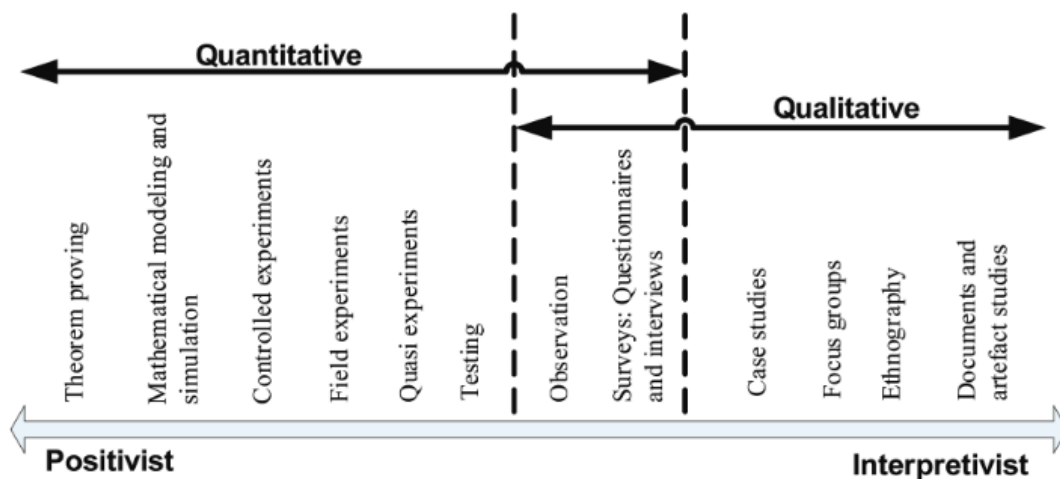 Quantitative
Qualitative
Theorem proving
Mathematical modeling and
simulation
Controlled experiments
Field experiments
Quasi experiments
Testing
Observation
Surveys: Questionnaires
and interviews
Case studies
Focus groups
Ethnography
Documents and
artefact studies
Positivist
Interpretivist